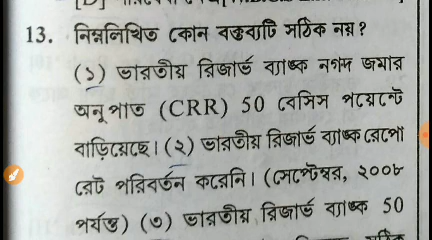 13. নিম্নলিখিত কোন বক্তব্যটি সঠিক নয়?
(১) ভারতীয় রিজার্ভ ব্যাঙ্ক নগদ জমার
অনুপাত (CRR) 50 বেসিস পয়েন্ট
বাড়িয়েছে। (২) ভারতীয় রিজার্ভ ব্যাঙ্ক রেপো
রেট পরিবর্তন করেনি। (সেপ্টেম্বর, ২০০৮
পর্যন্ত) (৩) ভারতীয় রিজার্ভ ব্যাঙ্ক 50